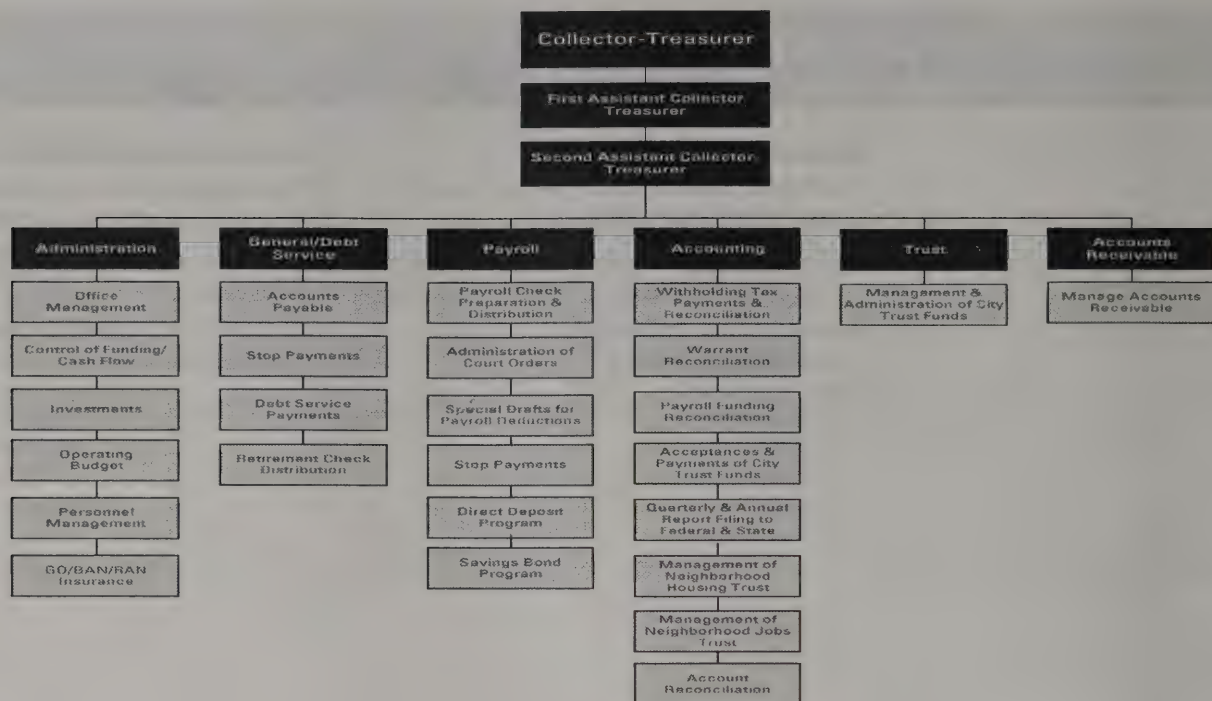 Collector-Treasurer
First Assistant Collector
Treasurer
Second Assistant Collector
Treasurer
Administration
Office
Management
Control of Funding/
Cash Flow
Investments
Operating
Budget
Personnel
Management
GO/BAN/RAN
Insurance
General/Debt
Service
Accounts
Payable
Stop Payments
Debt Service
Payments
Retirement Check
Distribution
Payroll
Payroll Check
Preparation &
Distribution
Administration of
Court Orders
Special Drafts for
Payroll Deductions
Stop Payments
Direct Deposit
Program
Savings Bond
Program
Accounting
Withholding Tax
Payments &
Reconciliation
Warrant
Reconciliation
Payroll Funding
Reconciliation
Acceptances &
Payments of City
Trust Funds
Quarterly & Annual
Report Filing to
Federal & State
Management of
Neighborhood
Housing Trust
Management of
Neighborhood Jobs
Trust
Account
Reconciliation
Trust
Management &
Administration of City
Trust Funds
Accounts
Receivable
Manage Accounts
Receivable